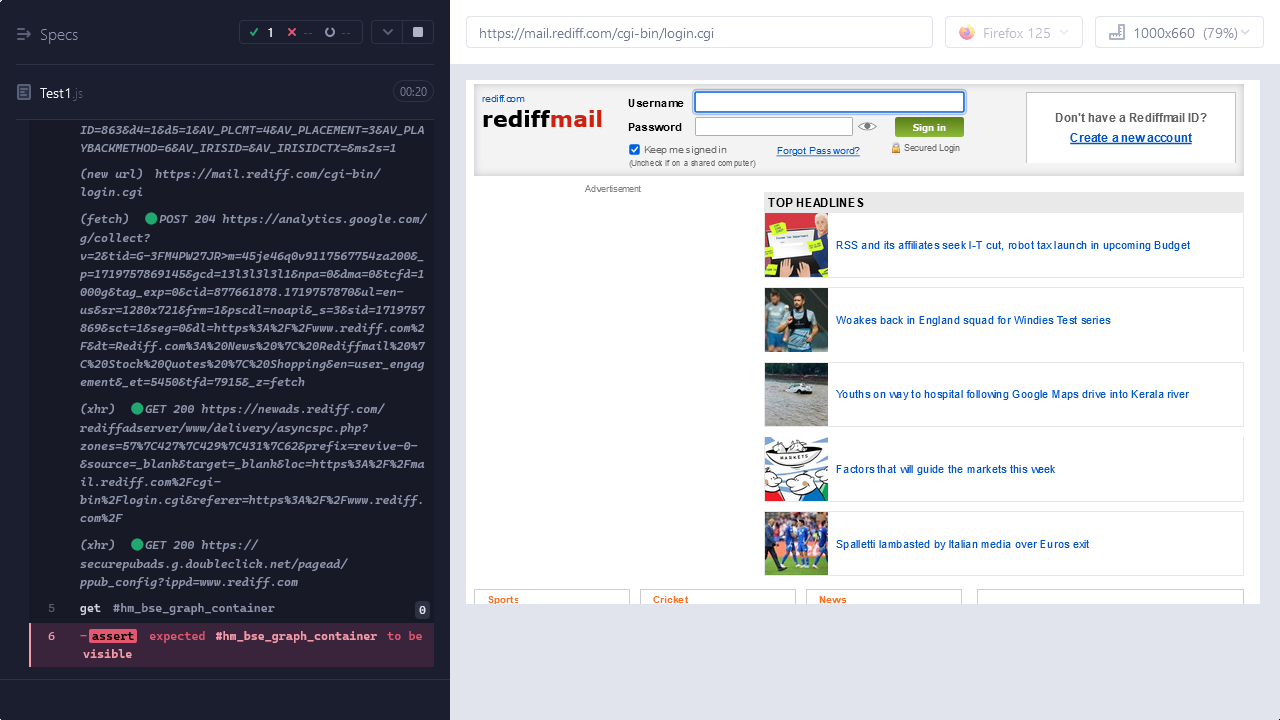 Specs
1
--
--
Test1.js
00:20
ID=863&d4=1&d5=1&AV_PLCMT=4&AV_PLACEMENT=3&AV_PLA
YBACKMETHOD=6&AV_IRISID=&AV_IRISIDCTX=&ms2s=1
(new url) https://mail.rediff.com/cgi-bin/
login.cgi
(fetch) POST 204 https://analytics.google.com/
g/collect?
v=2&tid=G-3FM4PW27JR>m=45je46q0v9117567754za200&_
p=1719757869145&gcd=13l3l3l3l1&npa=0&dma=0&tcfd=1
000g&tag_exp=0&cid=877661878.1719757870&ul=en-
us&sr=1280x721&frm=1&pscdl=noapi&_s=3&sid=1719757
869&sct=1&seg=0&dl=https%3A%2F%2Fwww.rediff.com%2
F&dt=Rediff.com%3A%20News%20%7C%20Rediffmail%20%7
C%20Stock%20Quotes%20%7C%20Shopping&en=user_engag
ement&_et=5450&tfd=7915&_z=fetch
(xhr) GET 200 https://newads.rediff.com/
rediffadserver/www/delivery/asyncspc.php?
zones=57%7C427%7C429%7C431%7C62&prefix=revive-0-
&source=_blank&target=_blank&loc=https%3A%2F%2Fma
il.rediff.com%2Fcgi-
bin%2Flogin.cgi&referer=https%3A%2F%2Fwww.rediff.
com%2F
(xhr) GET 200 https://
securepubads.g.doubleclick.net/pagead/
ppub_config?ippd=www.rediff.com
5 get #hm_bse_graph_container 0
6 -assert expected #hm_bse_graph_container to be
visible
https://mail.rediff.com/cgi-bin/login.cgi
Firefox 125
1000x660 (79%)
rediff.com
rediffmail
Username
Password
Sign in
Keep me signed in
(Uncheck if on a shared computer)
Forgot Password?
Secured Login
Don't have a Rediffmail ID?
Create a new account
Advertisement
TOP HEADLINES
RSS and its affiliates seek I-T cut, robot tax launch in upcoming Budget
Woakes back in England squad for Windies Test series
Youths on way to hospital following Google Maps drive into Kerala river
MARKETS
Factors that will guide the markets this week
Spalletti lambasted by Italian media over Euros exit
Sports
Cricket
News